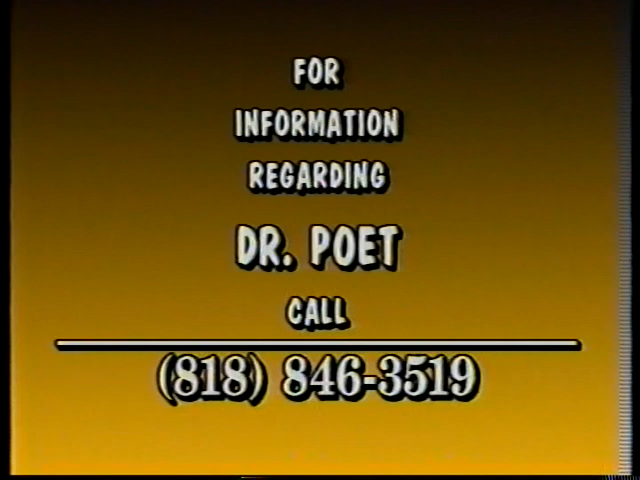 FOR
INFORMATION
REGARDING
DR. POET
CALL
(818) 846-3519